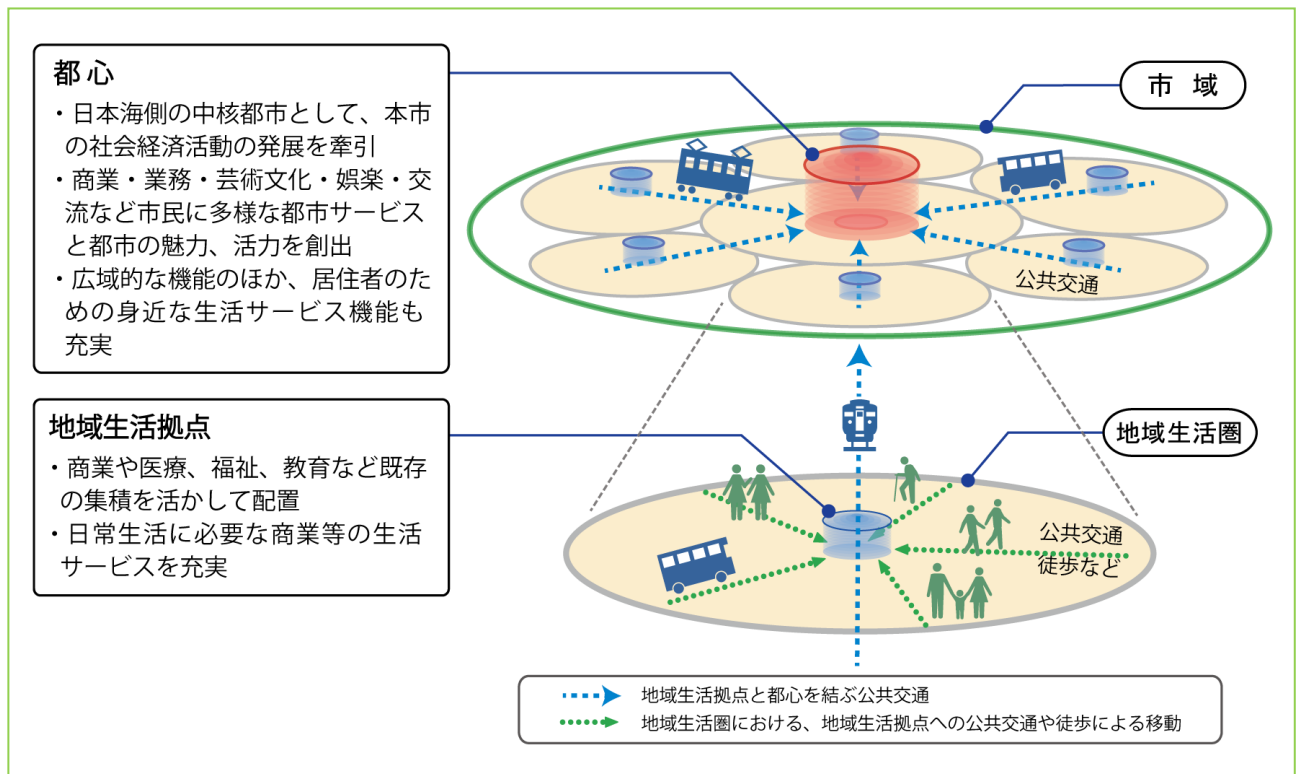 都心
・日本海側の中核都市として、本市
の社会経済活動の発展を牽引
・商業・業務・芸術文化・娯楽・交
流など市民に多様な都市サービス
と都市の魅力、活力を創出
・広域的な機能のほか、居住者のた
めの身近な生活サービス機能も
充実
市域
公共交通
地域生活拠点
・商業や医療、福祉、教育など既存
の集積を活かして配置
・日常生活に必要な商業等の生活
サービスを充実
地域生活圏
公共交通
徒歩など
地域生活拠点と都心を結ぶ公共交通
地域生活圏における、地域生活拠点への公共交通や徒歩による移動